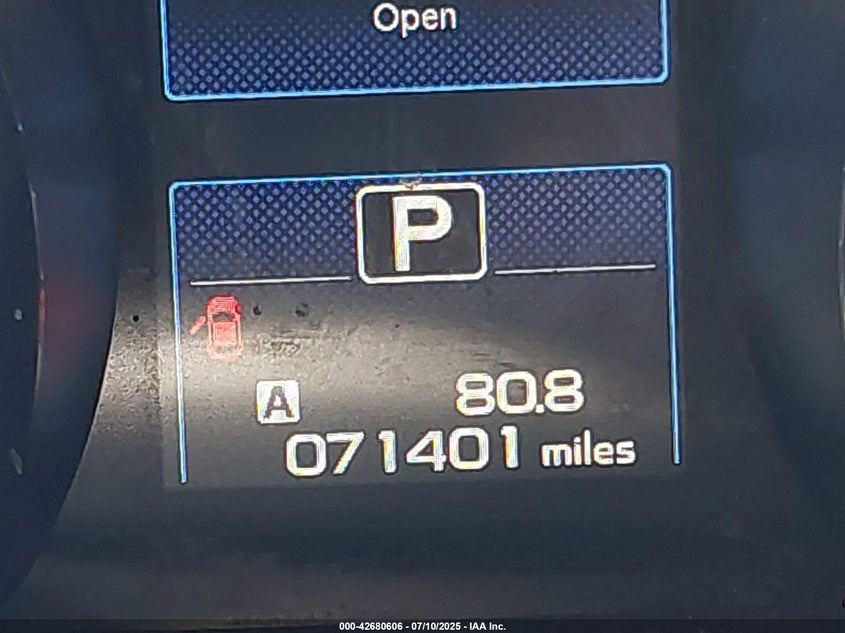 Open
P
A 80.8
071401 miles
000-42680606 - 07/10/2025 - IAA Inc.